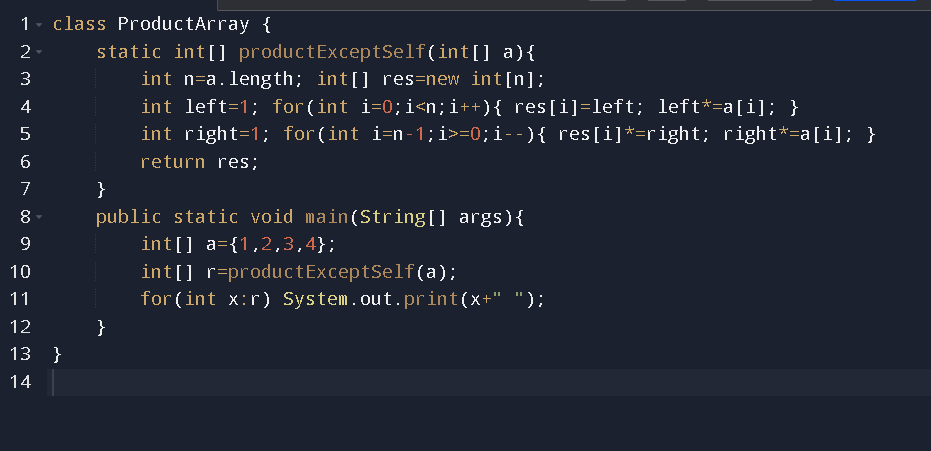 1 class ProductArray {
2     static int[] productExceptSelf(int[] a){
3         int n=a.length; int[] res=new int[n];
4         int left=1; for(int i=0;i<n;i++){ res[i]=left; left*=a[i]; }
5         int right=1; for(int i=n-1;i>=0;i--){ res[i]*=right; right*=a[i]; }
6         return res;
7     }
8     public static void main(String[] args){
9         int[] a={1,2,3,4};
10         int[] r=productExceptSelf(a);
11         for(int x:r) System.out.print(x+" ");
12     }
13 }
14